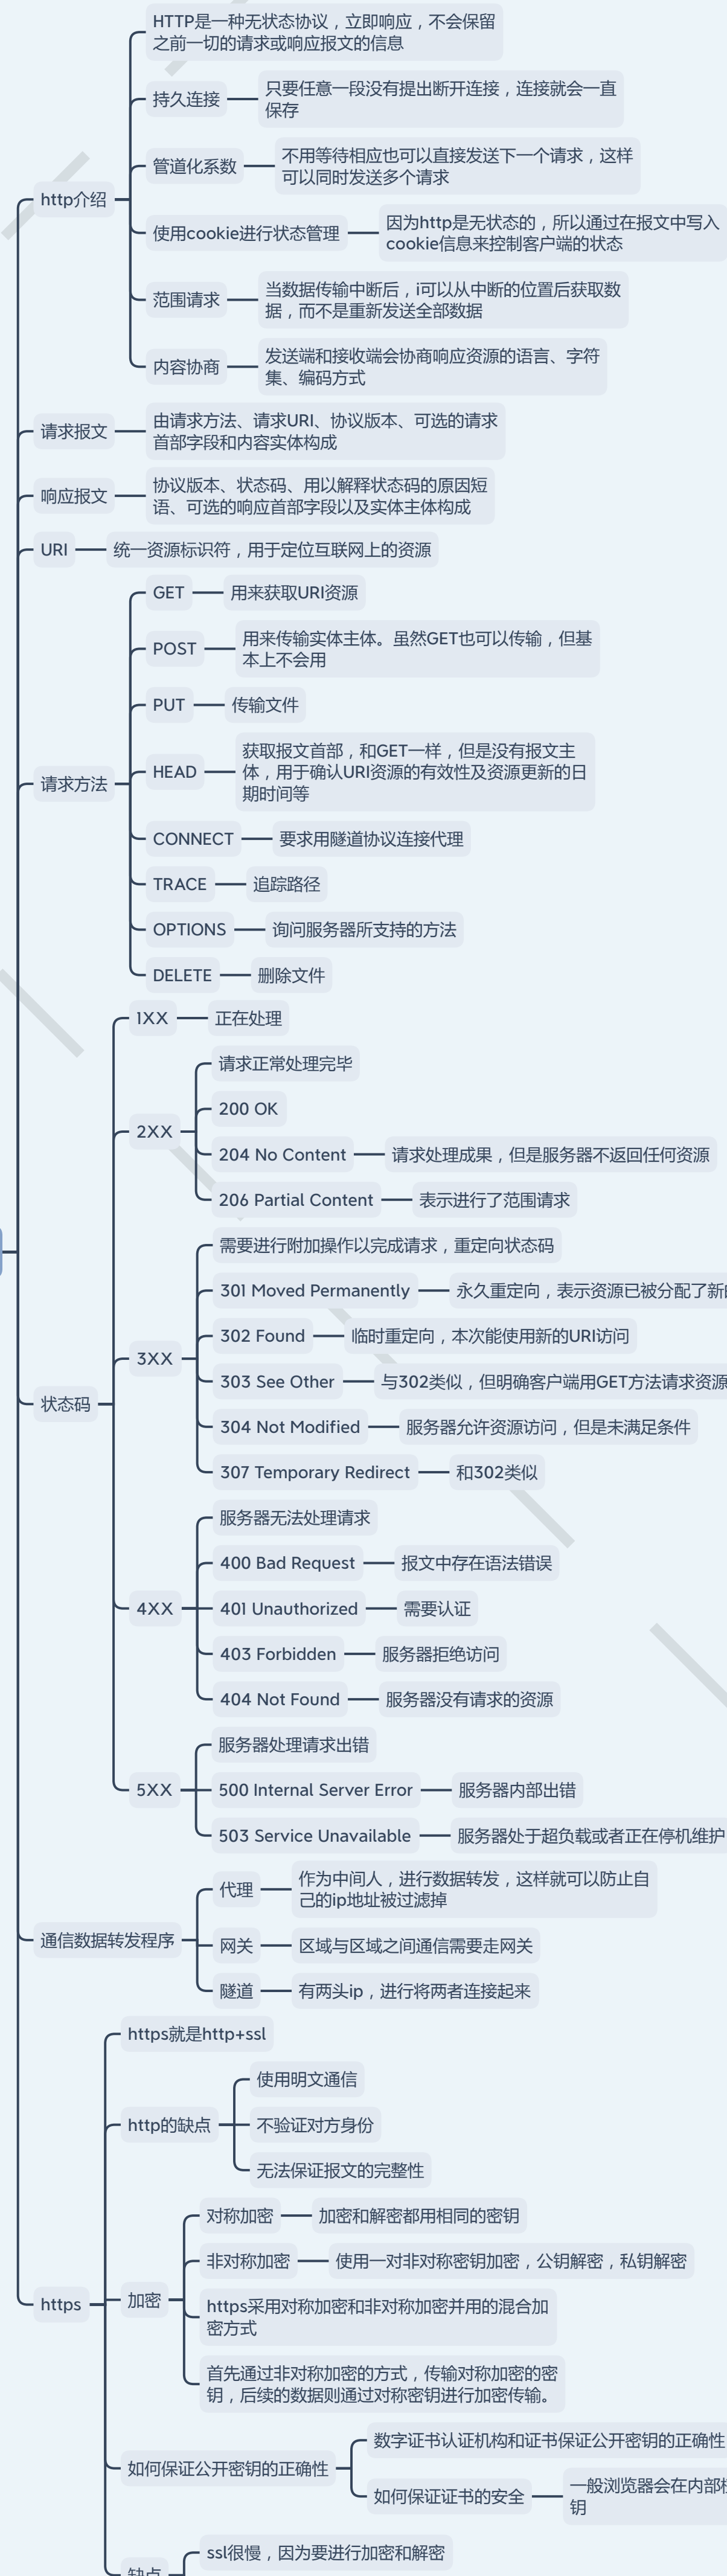 HTTP是一种无状态协议，立即响应，不会保留
之前一切的请求或响应报文的信息
持久连接
只要任意一段没有提出断开连接，连接就会一直
保存
管道化系数
不用等待相应也可以直接发送下一个请求，这样
可以同时发送多个请求
http介绍
使用cookie进行状态管理
因为http是无状态的，所以通过在报文中写入
cookie信息来控制客户端的状态
范围请求
当数据传输中断后，i可以从中断的位置后获取数
据，而不是重新发送全部数据
内容协商
发送端和接收端会协商响应资源的语言、字符
集、编码方式
请求报文
由请求方法、请求URI、协议版本、可选的请求
首部字段和内容实体构成
响应报文
协议版本、状态码、用以解释状态码的原因短
语、可选的响应首部字段以及实体主体构成
URI
统一资源标识符，用于定位互联网上的资源
GET
用来获取URI资源
POST
用来传输实体主体。虽然GET也可以传输，但基
本上不会用
PUT
传输文件
请求方法
HEAD
获取报文首部，和GET一样，但是没有报文主
体，用于确认URI资源的有效性及资源更新的日
期时间等
CONNECT
要求用隧道协议连接代理
TRACE
追踪路径
OPTIONS
询问服务器所支持的方法
DELETE
删除文件
1XX
正在处理
2XX
请求正常处理完毕
200 OK
204 No Content
请求处理成果，但是服务器不返回任何资源
206 Partial Content
表示进行了范围请求
3XX
需要进行附加操作以完成请求，重定向状态码
301 Moved Permanently
永久重定向，表示资源已被分配了新
302 Found
临时重定向，本次能使用新的URI访问
303 See Other
与302类似，但明确客户端用GET方法请求资源
304 Not Modified
服务器允许资源访问，但是未满足条件
307 Temporary Redirect
和302类似
状态码
4XX
服务器无法处理请求
400 Bad Request
报文中存在语法错误
401 Unauthorized
需要认证
403 Forbidden
服务器拒绝访问
404 Not Found
服务器没有请求的资源
5XX
服务器处理请求出错
500 Internal Server Error
服务器内部出错
503 Service Unavailable
服务器处于超负载或者正在停机维护
通信数据转发程序
代理
作为中间人，进行数据转发，这样就可以防止自
己的ip地址被过滤掉
网关
区域与区域之间通信需要走网关
隧道
有两头ip，进行将两者连接起来
https就是http+ssl
http的缺点
使用明文通信
不验证对方身份
无法保证报文的完整性
https
加密
对称加密
加密和解密都用相同的密钥
非对称加密
使用一对非对称密钥加密，公钥解密，私钥解密
https采用对称加密和非对称加密并用的混合加
密方式
首先通过非对称加密的方式，传输对称加密的密
钥，后续的数据则通过对称密钥进行加密传输。
如何保证公开密钥的正确性
数字证书认证机构和证书保证公开密钥的正确性
如何保证证书的安全
一般浏览器会在内部
钥
缺点
ssl很慢，因为要进行加密和解密